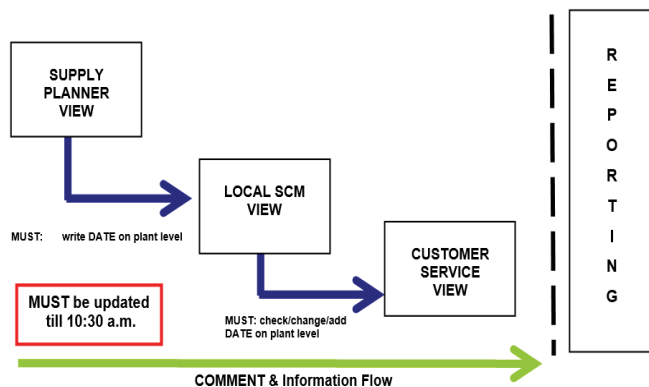 SUPPLY
PLANNER
VIEW
MUST: write DATE on plant level
LOCAL SCM
VIEW
MUST: check/change/add
DATE on plant level
CUSTOMER
SERVICE
VIEW
MUST be updated
till 10:30 a.m.
COMMENT & Information Flow
R
E
P
O
R
T
I
N
G